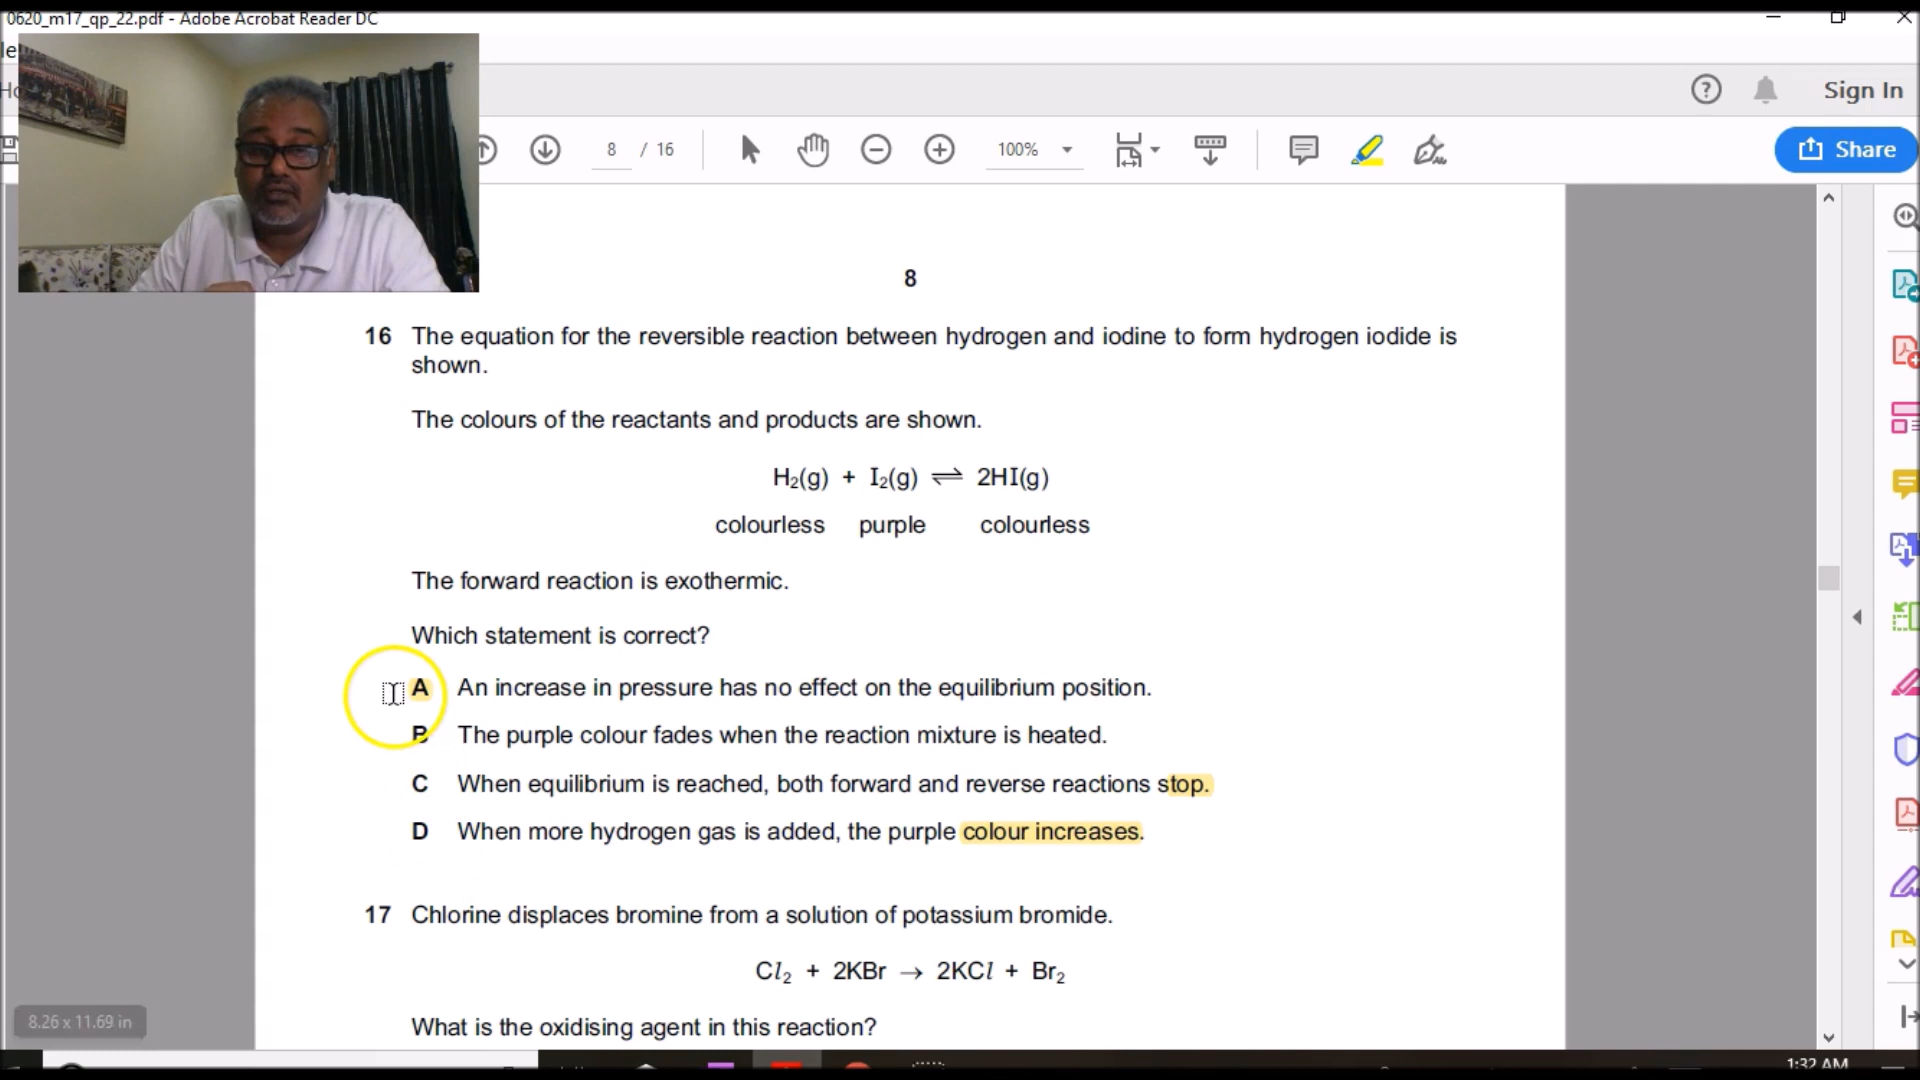 0620_m17_qp_22.pdf - Adobe Acrobat Reader DC
Sign In
8 / 16
100%
Share
8
16 The equation for the reversible reaction between hydrogen and iodine to form hydrogen iodide is
shown.
The colours of the reactants and products are shown.
H₂(g) + I₂(g) ⇌ 2HI(g)
colourless purple colourless
The forward reaction is exothermic.
Which statement is correct?
A An increase in pressure has no effect on the equilibrium position.
B The purple colour fades when the reaction mixture is heated.
C When equilibrium is reached, both forward and reverse reactions stop.
D When more hydrogen gas is added, the purple colour increases.
17 Chlorine displaces bromine from a solution of potassium bromide.
Cl₂ + 2KBr → 2KCl + Br₂
What is the oxidising agent in this reaction?
8.26 x 11.69 in
1:32 AM